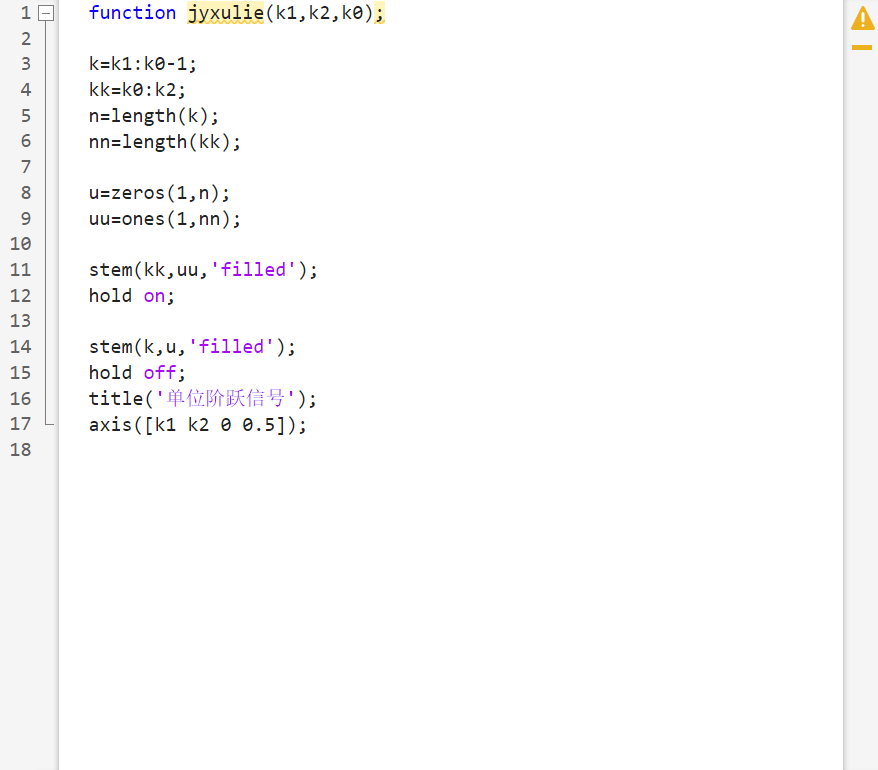 1 function jyxulie(k1,k2,k0);
2
3 k=k1:k0-1;
4 kk=k0:k2;
5 n=length(k);
6 nn=length(kk);
7
8 u=zeros(1,n);
9 uu=ones(1,nn);
10
11 stem(kk,uu,'filled');
12 hold on;
13
14 stem(k,u,'filled');
15 hold off;
16 title('单位阶跃信号');
17 axis([k1 k2 0 0.5]);
18